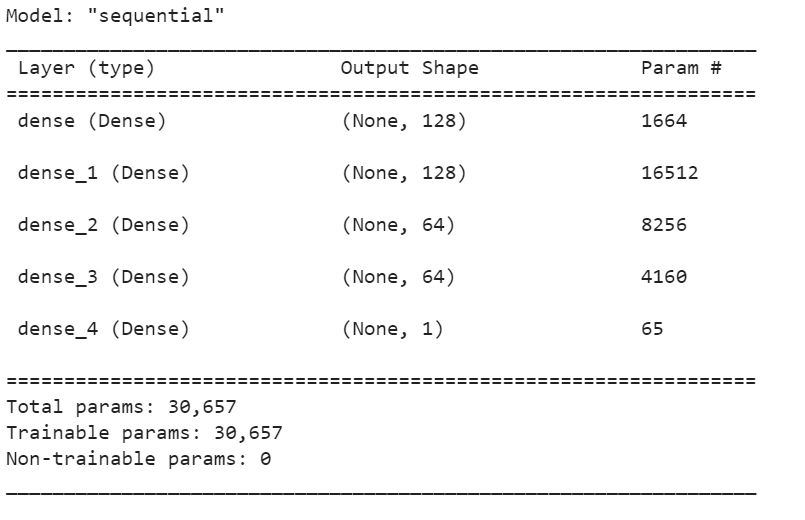 Model: "sequential"
Layer (type) Output Shape Param #
dense (Dense) (None, 128) 1664
dense_1 (Dense) (None, 128) 16512
dense_2 (Dense) (None, 64) 8256
dense_3 (Dense) (None, 64) 4160
dense_4 (Dense) (None, 1) 65
Total params: 30,657
Trainable params: 30,657
Non-trainable params: 0